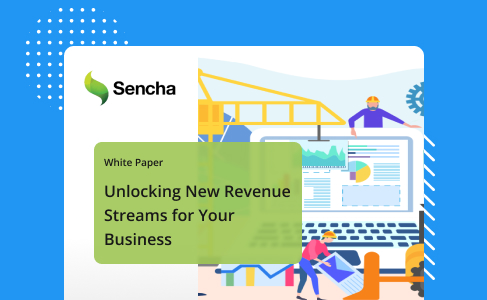 Sencha
White Paper
Unlocking New Revenue
Streams for Your
Business